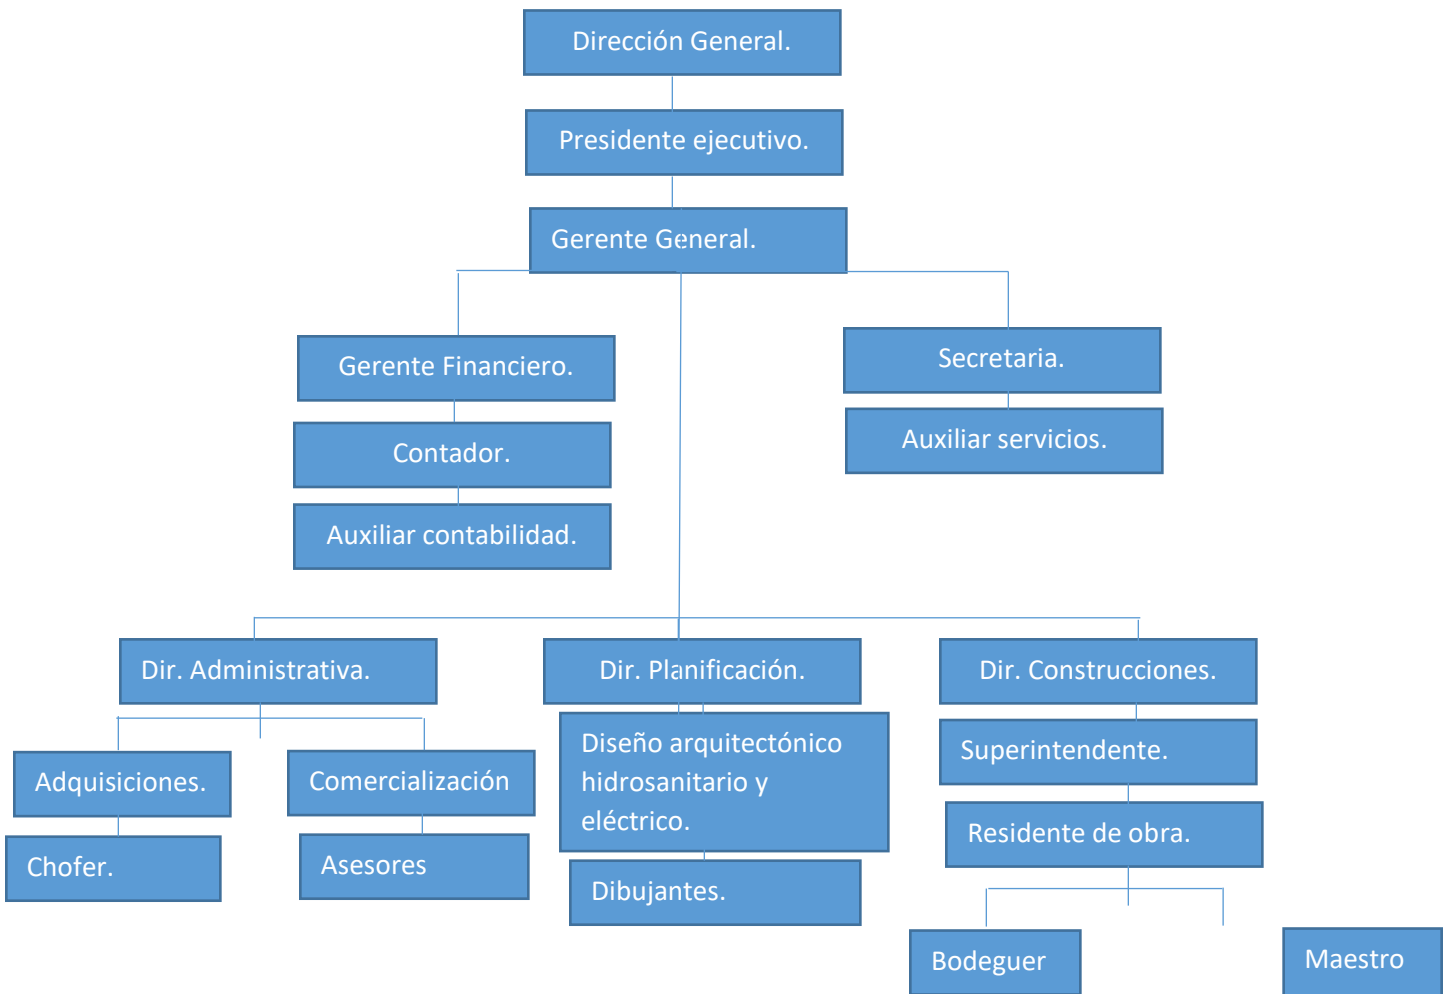 Dirección General.
Presidente ejecutivo.
Gerente General.
Gerente Financiero.
Secretaria.
Contador.
Auxiliar servicios.
Auxiliar contabilidad.
Dir. Administrativa.
Dir. Planificación.
Dir. Construcciones.
Adquisiciones.
Comercialización
Diseño arquitectónico
hidrosanitario y
eléctrico.
Superintendente.
Chofer.
Asesores
Dibujantes.
Residente de obra.
Bodeguer
Maestro